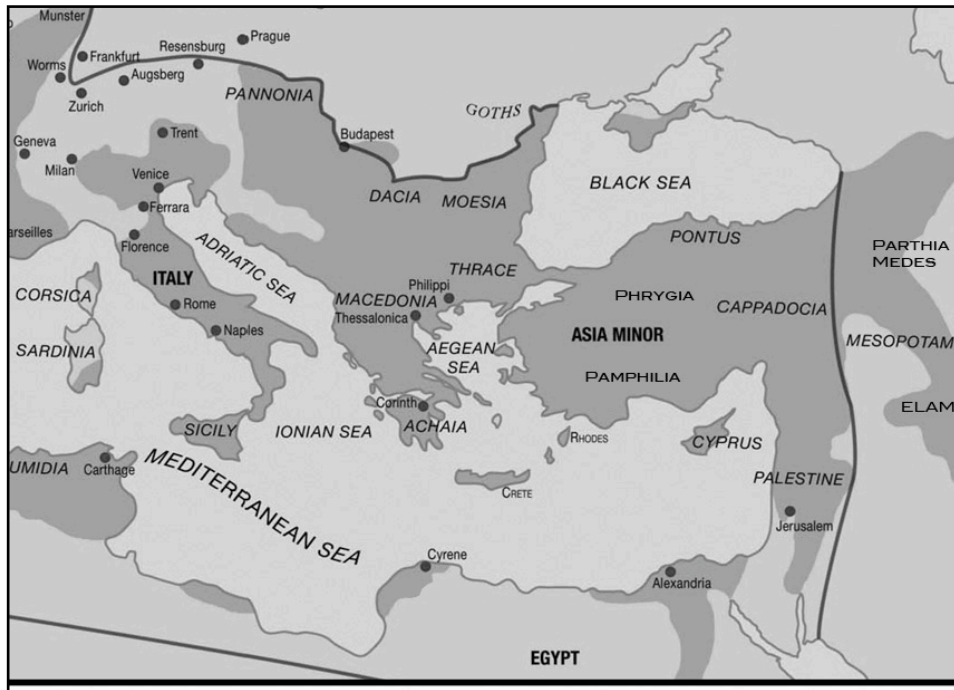 Munster
Prague
Resensburg
Frankfurt
Worms
Augsberg
Zurich
PANNONIA
GOTHS
Budapest
Trent
Geneva
Milan
Venice
DACIA
MOESIA
BLACK SEA
Ferrara
arseilles
Florence
ADRIATIC SEA
PONTUS
PARTHIA
MEDES
THRACE
ITALY
Philippi
CORSICA
Rome
MACEDONIA
PHRYGIA
CAPPADOCIA
Thessalonica
Naples
ASIA MINOR
MESOPOTAM
SARDINIA
AEGEAN
SEA
PAMPHILIA
Corinth
ELAM
SICILY
IONIAN SEA
ACHAIA
RHODES
CYPRUS
UMIDIA
Carthage
MEDITERRANEAN SEA
CRETE
PALESTINE
Jerusalem
Cyrene
Alexandria
EGYPT